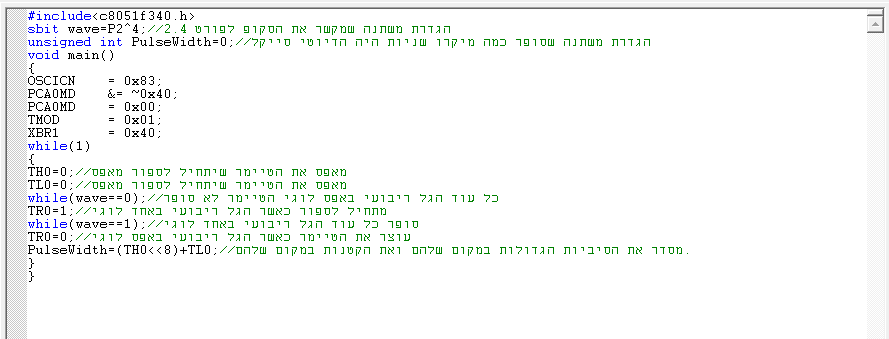 #include<c8051f340.h>
sbit wave=P2^4;//2.4 הגדרת משתנה שמקשר את הסקופ לפורט
unsigned int PulseWidth=0;//הגדרת משתנה שסופר כמה מיקרו שניות היה הדיוטי סייקל
void main()
{
OSCICN    = 0x83;
PCA0MD    &= ~0x40;
PCA0MD    = 0x00;
TMOD      = 0x01;
XBR1      = 0x40;
while(1)
{
TH0=0;//מאפס את הטיימר שיתחיל לספור מאפס
TL0=0;//מאפס את הטיימר שיתחיל לספור מאפס
while(wave==0);//כל עוד הגל ריבועי באפס לוגי הטיימר לא סופר
TR0=1;//מתחיל לספור כאשר הגל ריבועי באחד לוגי
while(wave==1);//סופר כל עוד הגל ריבועי באחד לוגי
TR0=0;//עוצר את הטיימר כאשר הגל ריבועי באפס לוגי
PulseWidth=(TH0<<8)+TL0;//מסדר את הסיביות הגדולות במקום שלהם ואת הקטנות במקום שלהם.
}
}